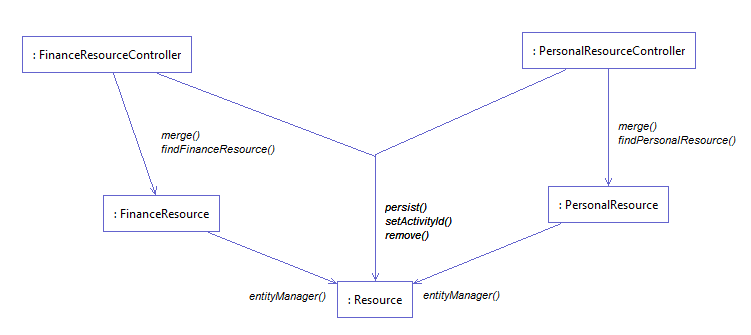 : FinanceResourceController
: PersonalResourceController
merge()
findFinanceResource()
merge()
findPersonalResource()
: FinanceResource
persist()
setActivityId()
remove()
: PersonalResource
entityManager()
: Resource
entityManager()